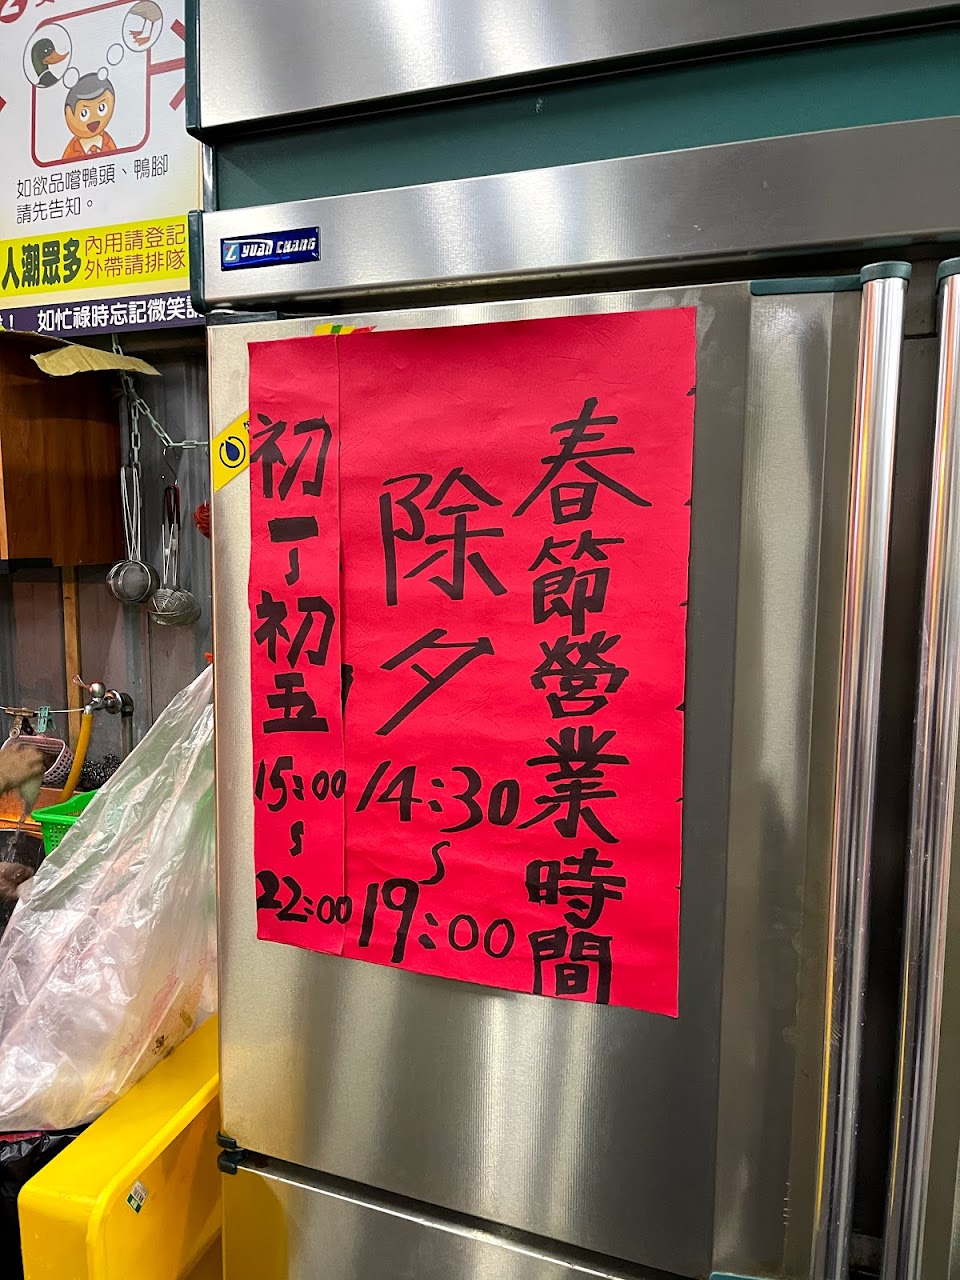 如欲品嚐鴨頭、鴨腳
請先告知。
人潮眾多
內用請登記
外帶請排隊
！ 如忙祿時忘記微笑
YUAN CHANG
春節營業時間
除夕
14:30
~
19:00
初一
~
初五
15:00
~
22:00